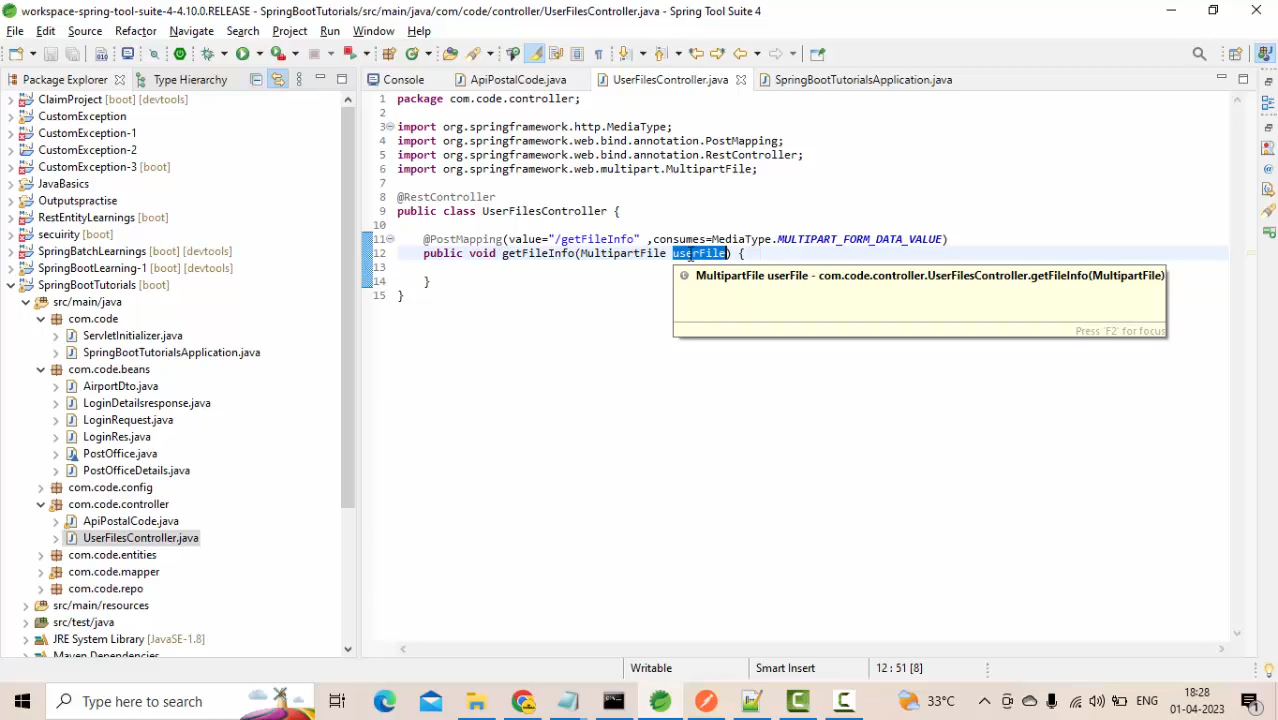 workspace-spring-tool-suite-4-4.10.0.RELEASE - SpringBootTutorials/src/main/java/com/code/controller/UserFilesController.java - Spring Tool Suite 4
File Edit Source Refactor Navigate Search Project Run Window Help
Package Explorer Type Hierarchy
Console ApiPostalCode.java UserFilesController.java SpringBootTutorialsApplication.java
ClaimProject [boot] [devtools]
CustomException
CustomException-1
CustomException-2
CustomException-3 [boot]
JavaBasics
Outputspractise
RestEntityLearnings [boot]
secuirity [boot]
SpringBatchLearnings [boot] [devtools]
SpringBootLearning-1 [boot] [devtools]
SpringBootTutorials [boot]
src/main/java
com.code
ServletInitializer.java
SpringBootTutorialsApplication.java
com.code.beans
AirportDto.java
LoginDetailsresponse.java
LoginRequest.java
LoginRes.java
PostOffice.java
PostOfficeDetails.java
com.code.config
com.code.controller
ApiPostalCode.java
UserFilesController.java
com.code.entities
com.code.mapper
com.code.repo
src/main/resources
src/test/java
JRE System Library [JavaSE-1.8]
Maven Dependencies
1 package com.code.controller;
2
3 import org.springframework.http.MediaType;
4 import org.springframework.web.bind.annotation.PostMapping;
5 import org.springframework.web.bind.annotation.RestController;
6 import org.springframework.web.multipart.MultipartFile;
7
8 @RestController
9 public class UserFilesController {
10
11 @PostMapping(value="/getFileInfo" ,consumes=MediaType.MULTIPART_FORM_DATA_VALUE)
12 public void getFileInfo(MultipartFile userFile) {
13
14 }
15 }
MultipartFile userFile - com.code.controller.UserFilesController.getFileInfo(MultipartFile)
Press 'F2' for focus
Writable Smart Insert 12 : 51 [8]
Type here to search
33°C
ENG
18:28
01-04-2023
1